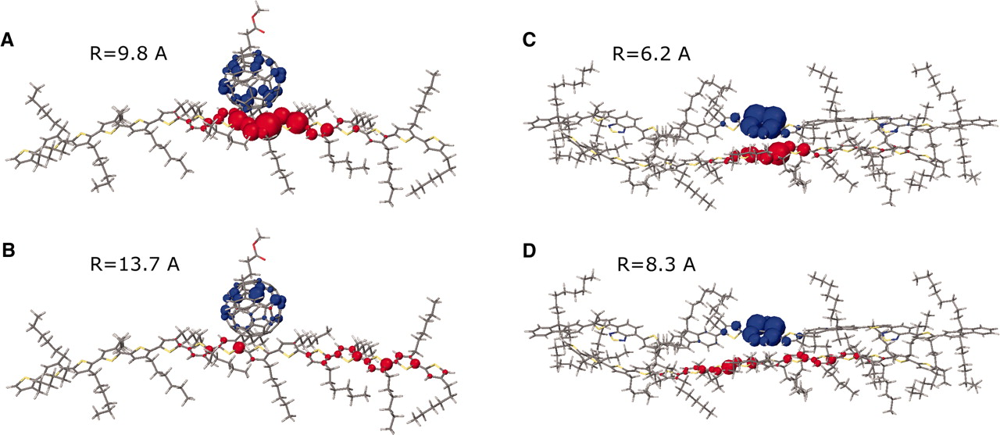 A
R=9.8 A
B
R=13.7 A
C
R=6.2 A
D
R=8.3 A